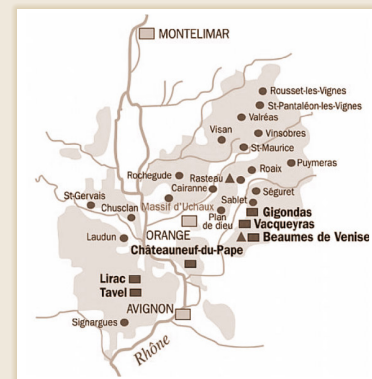 MONTELIMAR
Rousset-les-Vignes
St-Pantaléon-les-Vignes
Valréas
Visan
Vinsobres
St-Maurice
Puymeras
Rochegude
Rasteau
Roaix
Cairanne
Séguret
St-Gervais
Massif d'Uchaux
Sablet
Chusclan
Plan
de dieu
Gigondas
Vacqueyras
Laudun
ORANGE
Beaumes de Venise
Châteauneuf-du-Pape
Lirac
Tavel
AVIGNON
Signargues
Rhône